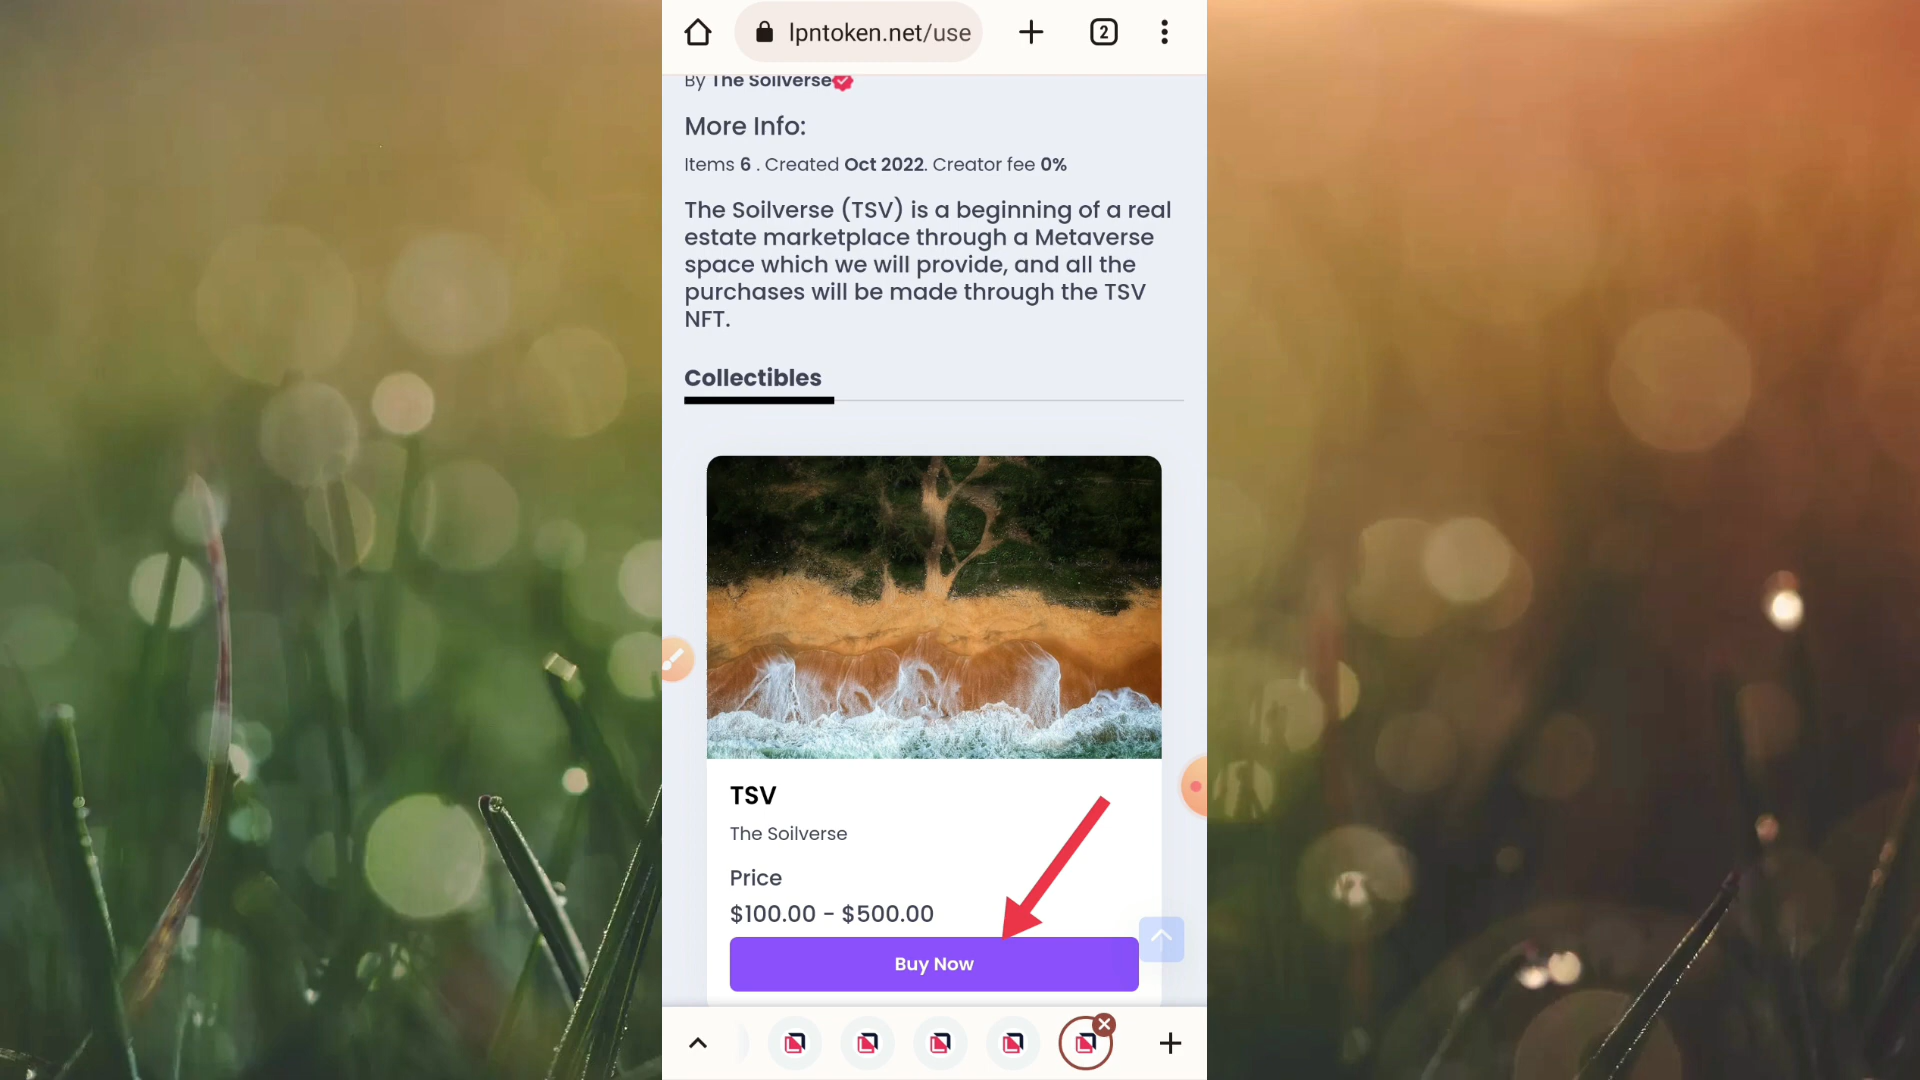 lpntoken.net/use
2
By The Soilverse
More Info:
Items 6 . Created Oct 2022. Creator fee 0%
The Soilverse (TSV) is a beginning of a real
estate marketplace through a Metaverse
space which we will provide, and all the
purchases will be made through the TSV
NFT.
Collectibles
TSV
The Soilverse
Price
$100.00 - $500.00
Buy Now